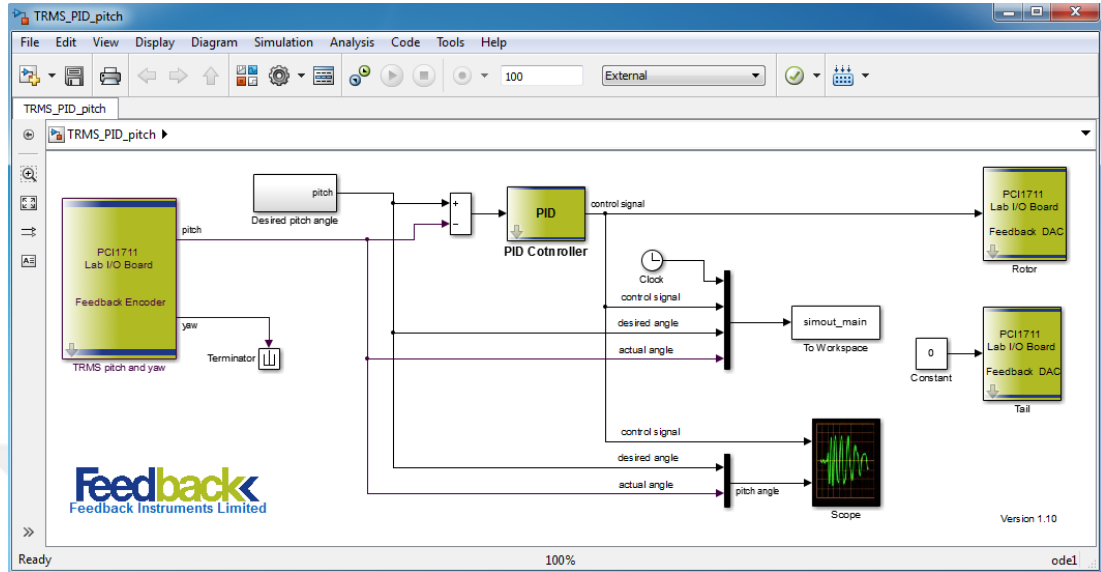 TRMS_PID_pitch
File Edit View Display Diagram Simulation Analysis Code Tools Help
100
External
TRMS_PID_pitch
TRMS_PID_pitch
PCI1711
Lab I/O Board
Feedback Encoder
TRMS pitch and yaw
pitch
yaw
Terminator
pitch
Desired pitch angle
+
−
PID
PID Cotnroller
control signal
Clock
control signal
desired angle
actual angle
simout_main
To Workspace
PCI1711
Lab I/O Board
Feedback DAC
Rotor
0
Constant
PCI1711
Lab I/O Board
Feedback DAC
Tail
control signal
desired angle
actual angle
pitch angle
Scope
Feedback
Feedback Instruments Limited
Version 1.10
Ready
100%
ode1